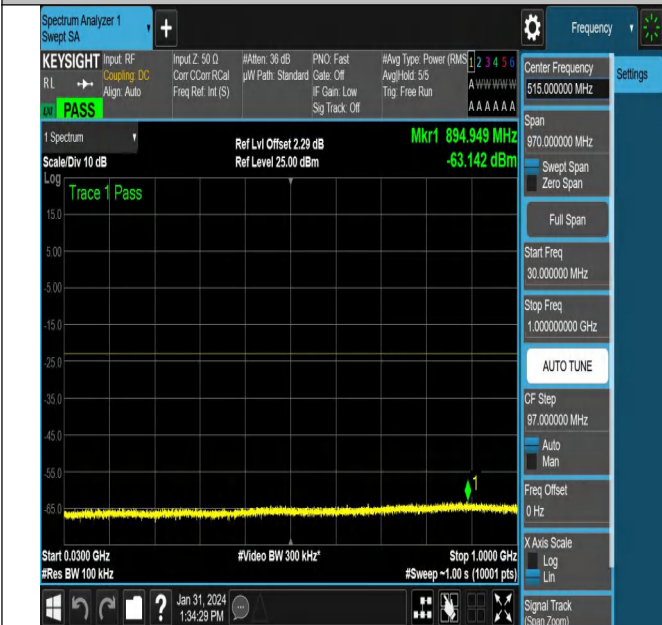 Spectrum Analyzer 1
Swept SA
+
Frequency
KEYSIGHT
RL
PASS
Input: RF
Coupling: DC
Align: Auto
Input Z: 50 Ω
Corr CCorr RCal
Freq Ref: Int (S)
#Atten: 36 dB
µW Path: Standard
PNO: Fast
Gate: Off
IF Gain: Low
Sig Track: Off
#Avg Type: Power (RMS
Avg|Hold: 5/5
Trig: Free Run
1 2 3 4 5 6
A W W W W W
A A A A A A
1 Spectrum
Scale/Div 10 dB
Ref Lvl Offset 2.29 dB
Ref Level 25.00 dBm
Mkr1 894.949 MHz
-63.142 dBm
Log
Trace 1 Pass
15.0
5.00
-5.00
-15.0
-25.0
-35.0
-45.0
-55.0
-65.0
1
Start 0.0300 GHz
#Res BW 100 kHz
#Video BW 300 kHz*
Stop 1.0000 GHz
#Sweep ~1.00 s (10001 pts)
Center Frequency
515.000000 MHz
Settings
Span
970.000000 MHz
Swept Span
Zero Span
Full Span
Start Freq
30.000000 MHz
Stop Freq
1.000000000 GHz
AUTO TUNE
CF Step
97.000000 MHz
Auto
Man
Freq Offset
0 Hz
X Axis Scale
Log
Lin
Signal Track
(Span Zoom)
?
Jan 31, 2024
1:34:29 PM